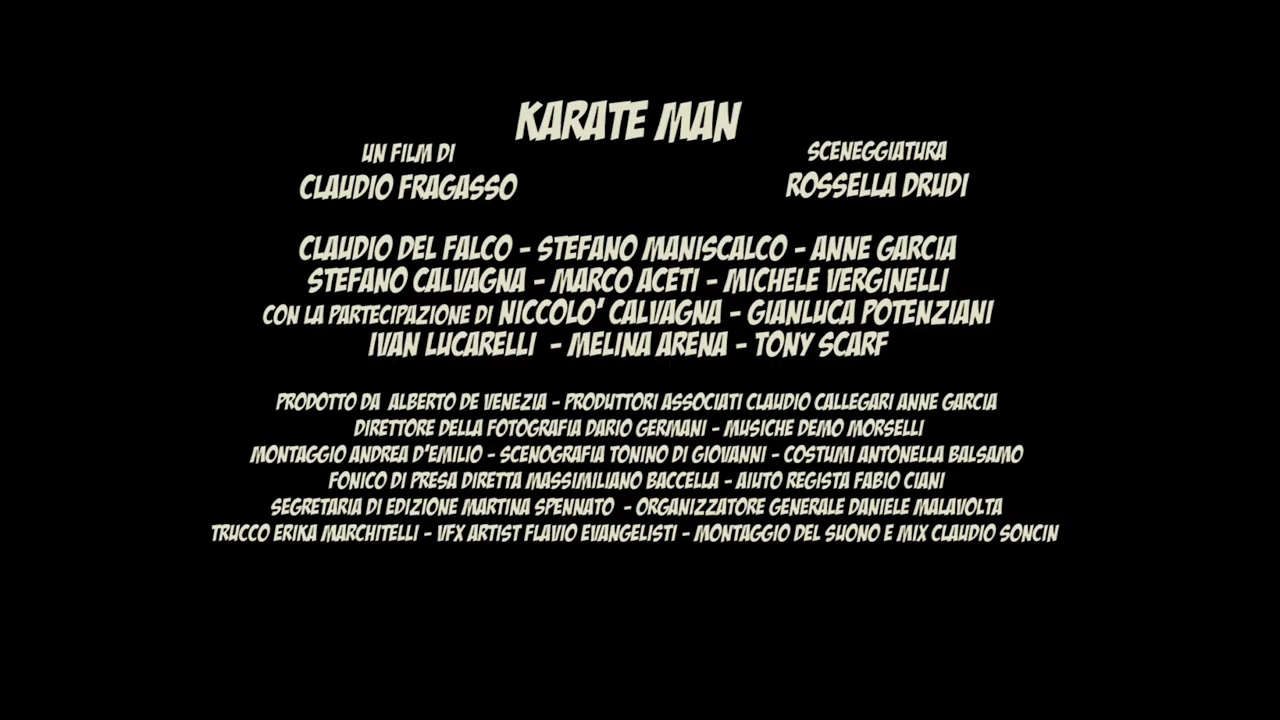 KARATE MAN
UN FILM DI
CLAUDIO FRAGASSO
SCENEGGIATURA
ROSSELLA DRUDI
CLAUDIO DEL FALCO - STEFANO MANISCALCO - ANNE GARCIA
STEFANO CALVAGNA - MARCO ACETI - MICHELE VERGINELLI
CON LA PARTECIPAZIONE DI NICCOLO' CALVAGNA - GIANLUCA POTENZIANI
IVAN LUCARELLI - MELINA ARENA - TONY SCARF
PRODOTTO DA ALBERTO DE VENEZIA - PRODUTTORI ASSOCIATI CLAUDIO CALLEGARI ANNE GARCIA
DIRETTORE DELLA FOTOGRAFIA DARIO GERMANI - MUSICHE DEMO MORSELLI
MONTAGGIO ANDREA D'EMILIO - SCENOGRAFIA TONINO DI GIOVANNI - COSTUMI ANTONELLA BALSAMO
FONICO DI PRESA DIRETTA MASSIMILIANO BACCELLA - AIUTO REGISTA FABIO CIANI
SEGRETARIA DI EDIZIONE MARTINA SPENNATO - ORGANIZZATORE GENERALE DANIELE MALAVOLTA
TRUCCO ERIKA MARCHITELLI - VFX ARTIST FLAVIO EVANGELISTI - MONTAGGIO DEL SUONO E MIX CLAUDIO SONCIN